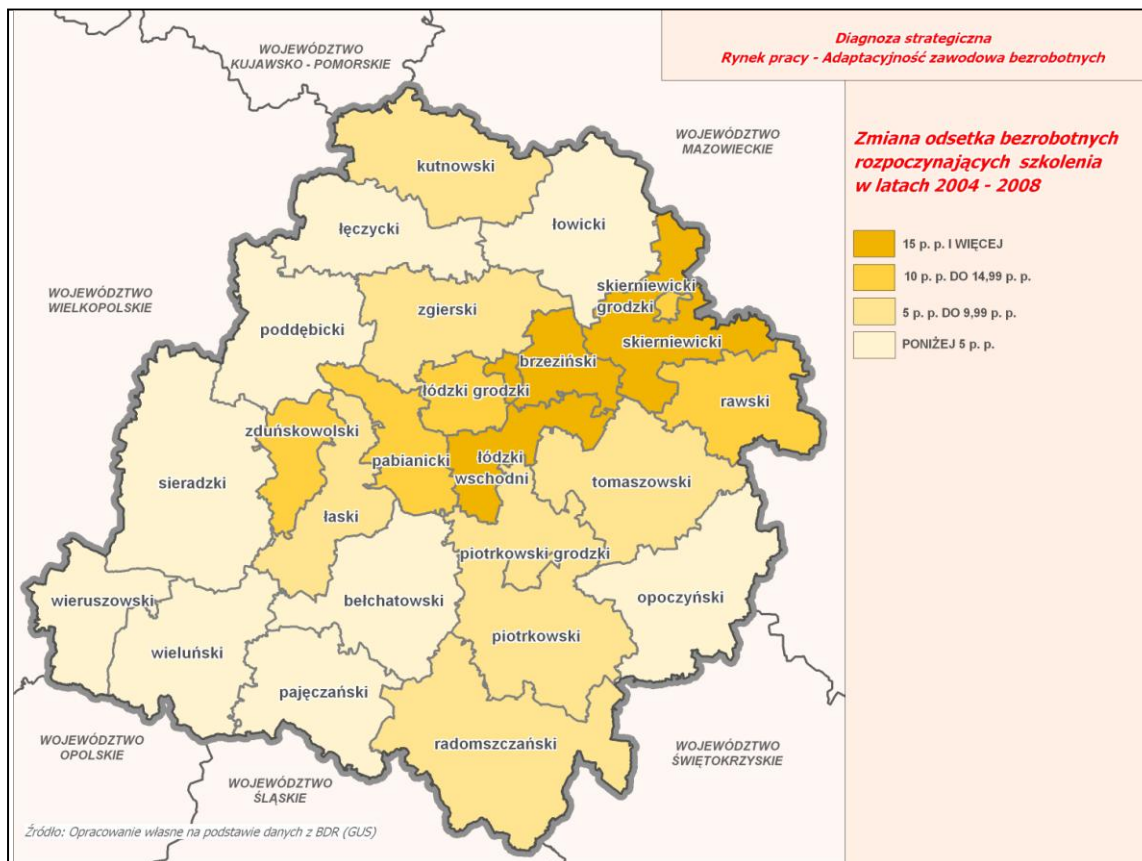 Diagnoza strategiczna
Rynek pracy - Adaptacyjność zawodowa bezrobotnych
Zmiana odsetka bezrobotnych
rozpoczynających szkolenia
w latach 2004 - 2008
15 p. p. I WIĘCEJ
10 p. p. DO 14,99 p. p.
5 p. p. DO 9,99 p. p.
PONIŻEJ 5 p. p.
WOJEWÓDZTWO
KUJAWSKO - POMORSKIE
WOJEWÓDZTWO
MAZOWIECKIE
WOJEWÓDZTWO
WIELKOPOLSKIE
kutnowski
łęczycki
łowicki
skierniewicki
grodzki
zgierski
poddębicki
skierniewicki
brzeziński
łódzki grodzki
rawski
zduńskowolski
pabianicki
łódzki
wschodni
sieradzki
tomaszowski
łaski
piotrkowski grodzki
wieruszowski
bełchatowski
opoczyński
piotrkowski
wieluński
pajęczański
radomszczański
WOJEWÓDZTWO
OPOLSKIE
WOJEWÓDZTWO
ŚLĄSKIE
WOJEWÓDZTWO
ŚWIĘTOKRZYSKIE
Źródło: Opracowanie własne na podstawie danych z BDR (GUS)